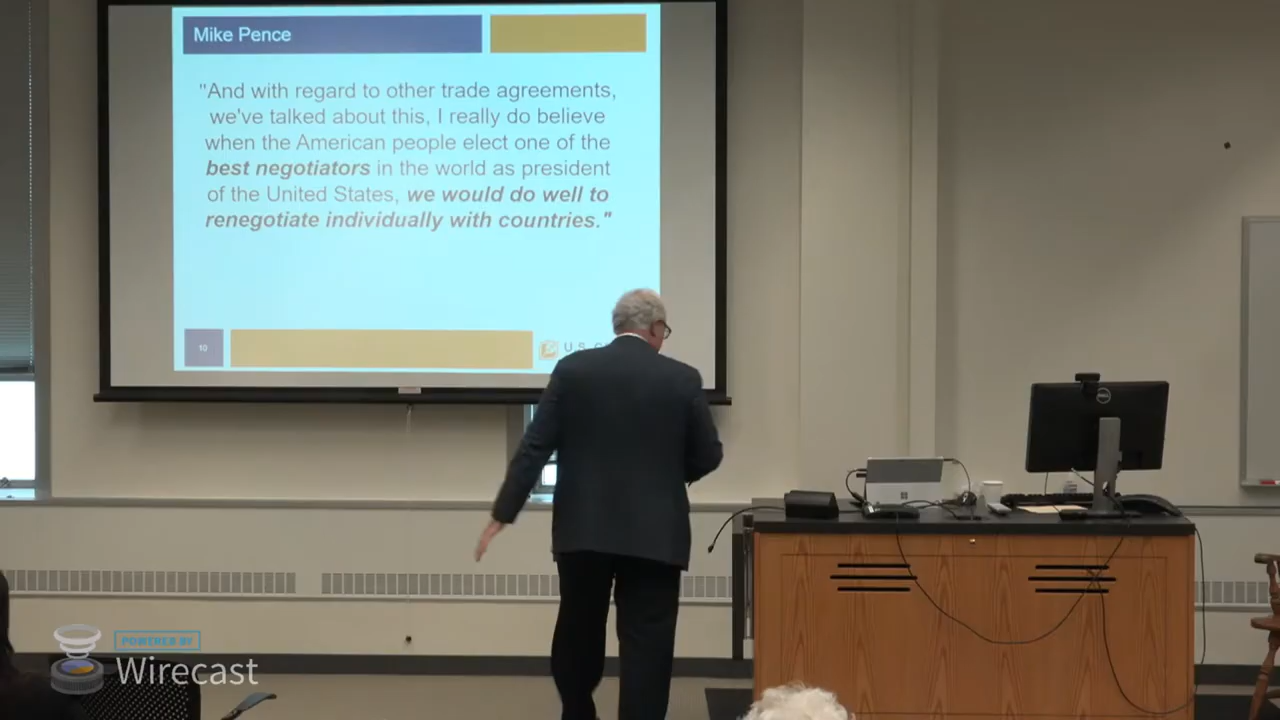 Mike Pence
"And with regard to other trade agreements,
we've talked about this, I really do believe
when the American people elect one of the
best negotiators in the world as president
of the United States, we would do well to
renegotiate individually with countries."
10
U.S.
DELL
POWERED BY
Wirecast